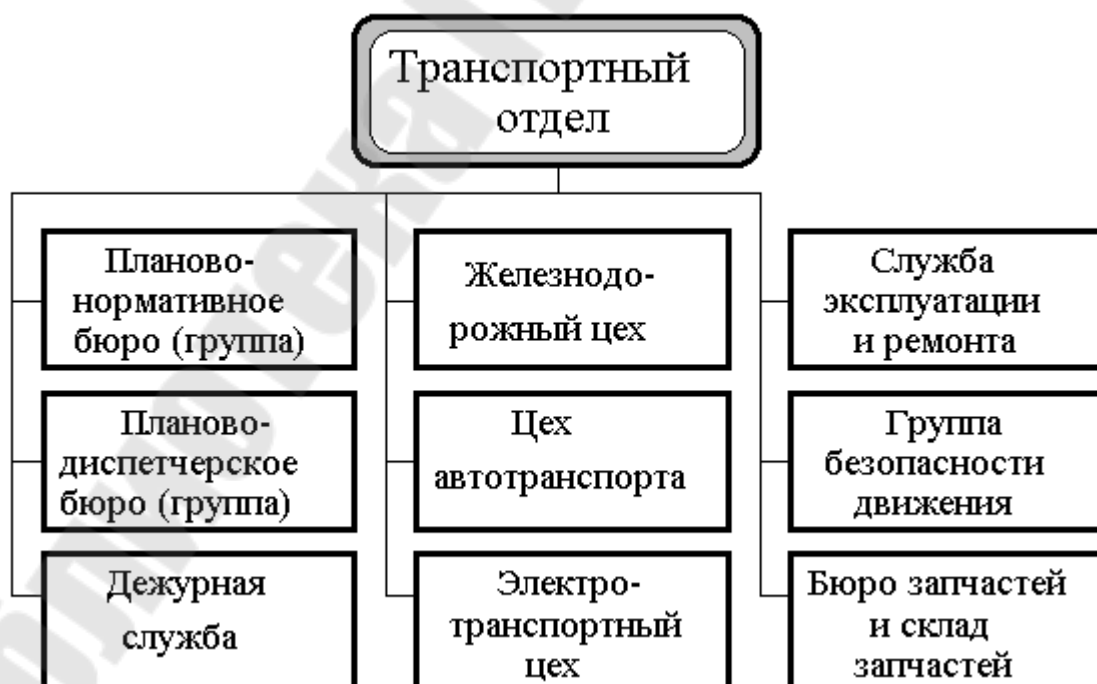 Транспортный
отдел
Планово-
нормативное
бюро (группа)
Железнодо-
рожный цех
Служба
эксплуатации
и ремонта
Планово-
диспетчерское
бюро (группа)
Цех
автотранспорта
Группа
безопасности
движения
Дежурная
служба
Электро-
транспортный
цех
Бюро запчастей
и склад
запчастей